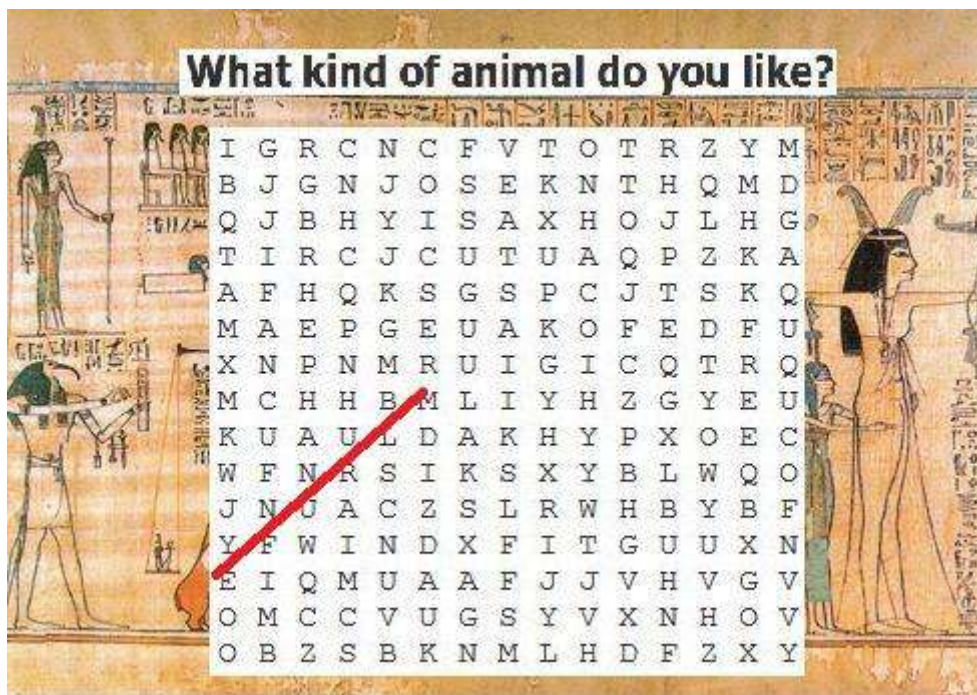 What kind of animal do you like?
I G R C N C F V T O T R Z Y M
B J G N J O S E K N T H Q M D
Q J B H Y I S A X H O J L H G
T I R C J C U T U A Q P Z K A
A F H Q K S G S P C J T S K Q
M A E P G E U A K O F E D F U
X N P N M R U I G I C Q T R Q
M C H H B M L I Y H Z G Y E U
K U A U L D A K H Y P X O E C
W F N R S I K S X Y B L W Q O
J N U A C Z S L R W H B Y B F
Y F W I N D X F I T G U U X N
E I Q M U A A F J J V H V G V
O M C C V U G S Y V X N H O V
O B Z S B K N M L H D F Z X Y